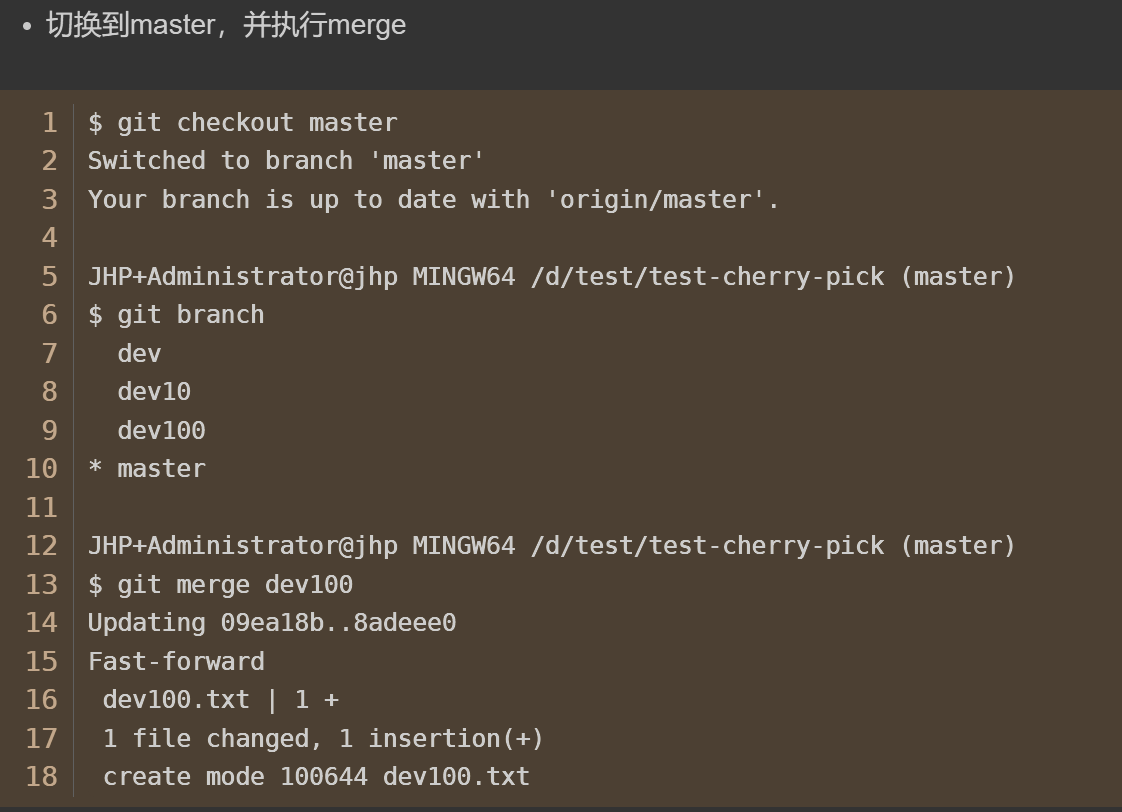 • 切换到master，并执行merge
1 $ git checkout master
2 Switched to branch 'master'
3 Your branch is up to date with 'origin/master'.
4
5 JHP+Administrator@jhp MINGW64 /d/test/test-cherry-pick (master)
6 $ git branch
7   dev
8   dev10
9   dev100
10 * master
11
12 JHP+Administrator@jhp MINGW64 /d/test/test-cherry-pick (master)
13 $ git merge dev100
14 Updating 09ea18b..8adeee0
15 Fast-forward
16  dev100.txt | 1 +
17  1 file changed, 1 insertion(+)
18  create mode 100644 dev100.txt